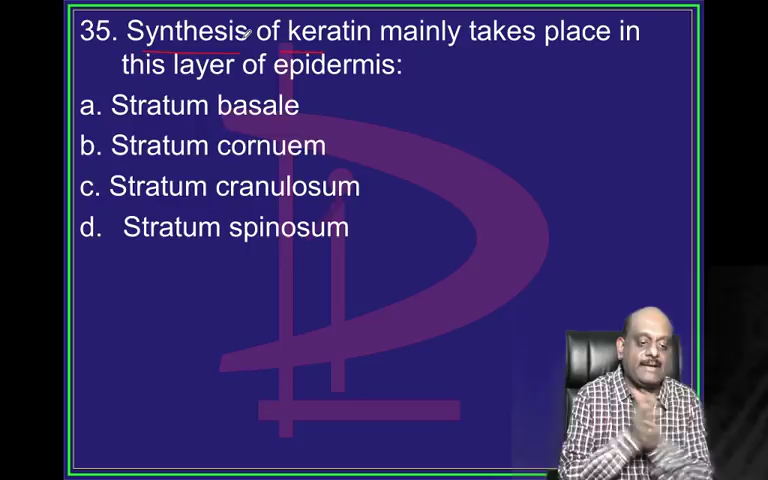 35. Synthesis of keratin mainly takes place in
this layer of epidermis:
a. Stratum basale
b. Stratum cornuem
c. Stratum cranulosum
d. Stratum spinosum